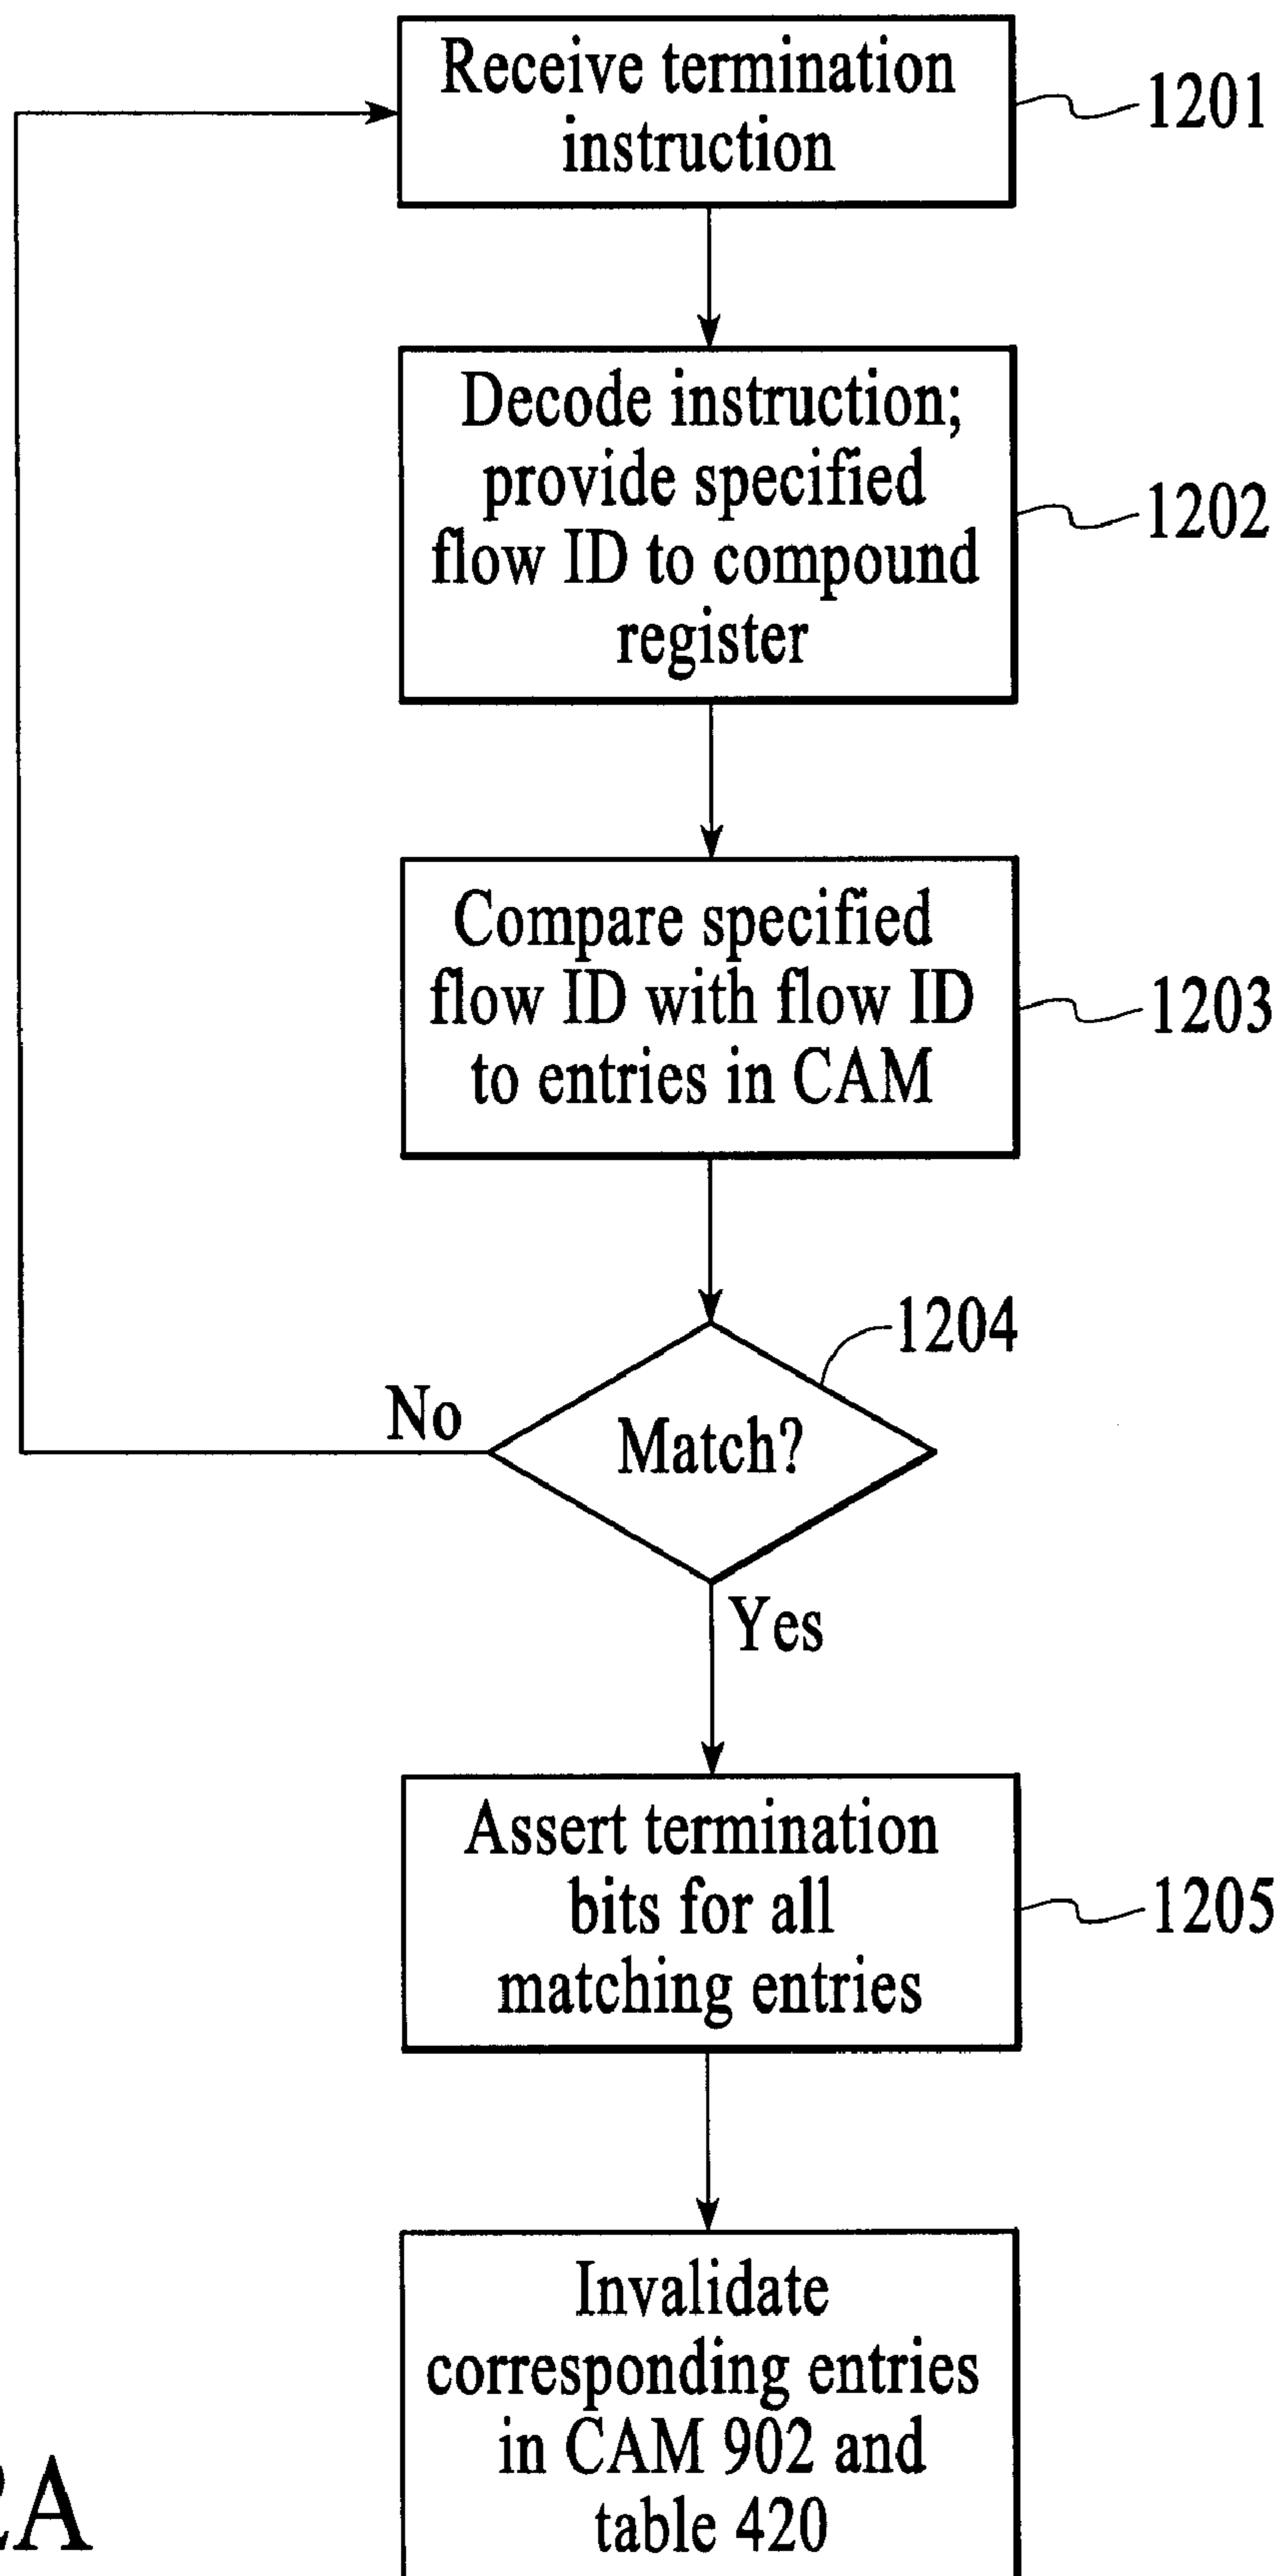 Receive termination
instruction
1201
Decode instruction;
provide specified
flow ID to compound
register
1202
Compare specified
flow ID with flow ID
to entries in CAM
1203
1204
Match?
No
Yes
Assert termination
bits for all
matching entries
1205
Invalidate
corresponding entries
in CAM 902 and
table 420
2A